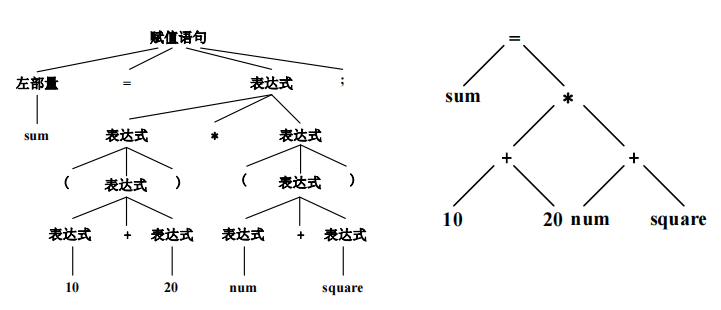 赋值语句
左部量 = 表达式 ;
sum 表达式 * 表达式
( 表达式 ) ( 表达式 )
表达式 + 表达式 表达式 + 表达式
10 20 num square
=
sum *
+ +
10 20 num square